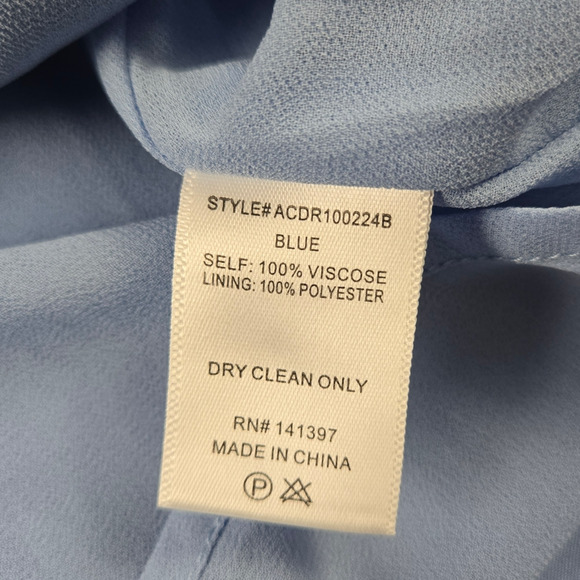 STYLE# ACDR100224B
BLUE
SELF: 100% VISCOSE
LINING: 100% POLYESTER
DRY CLEAN ONLY
RN# 141397
MADE IN CHINA
P